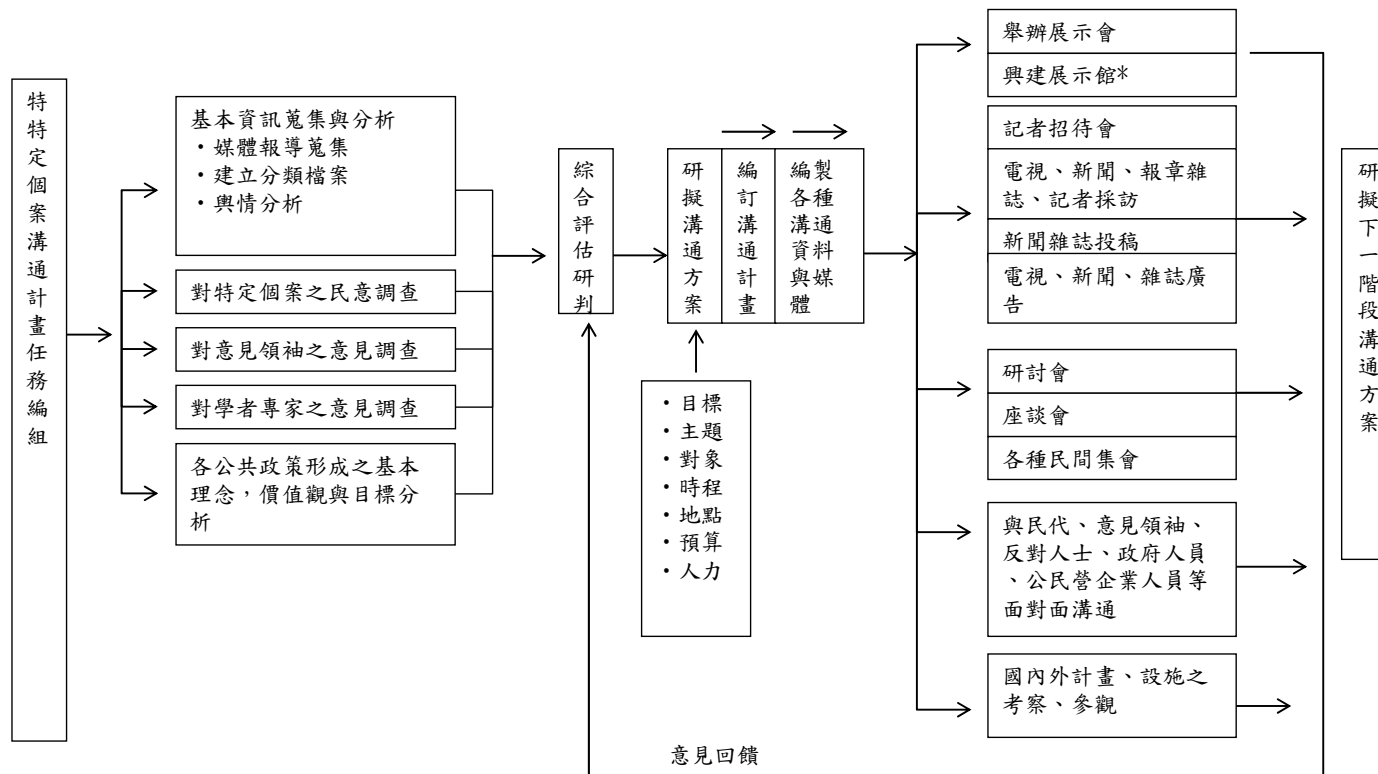 特特定個案溝通計畫任務編組
基本資訊蒐集與分析
・媒體報導蒐集
・建立分類檔案
・輿情分析
對特定個案之民意調查
對意見領袖之意見調查
對學者專家之意見調查
各公共政策形成之基本
理念,價值觀與目標分
析
綜合評估研判
研擬溝通方案
編訂溝通計畫
編製
各種
溝通
資料
與媒
體
・目標
・主題
・對象
・時程
・地點
・預算
・人力
舉辦展示會
興建展示館*
記者招待會
電視、新聞、報章雜
誌、記者採訪
新聞雜誌投稿
電視、新聞、雜誌廣
告
研討會
座談會
各種民間集會
與民代、意見領袖、
反對人士、政府人員
、公民營企業人員等
面對面溝通
國內外計畫、設施之
考察、參觀
研擬下一階段溝通方案
意見回饋